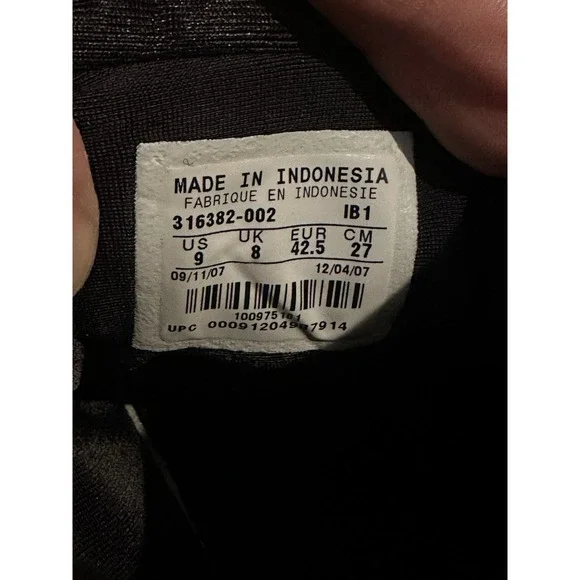 MADE IN INDONESIA
FABRIQUE EN INDONESIE
316382-002 IB1
US UK EUR CM
9 8 42.5 27
09/11/07 12/04/07
UPC